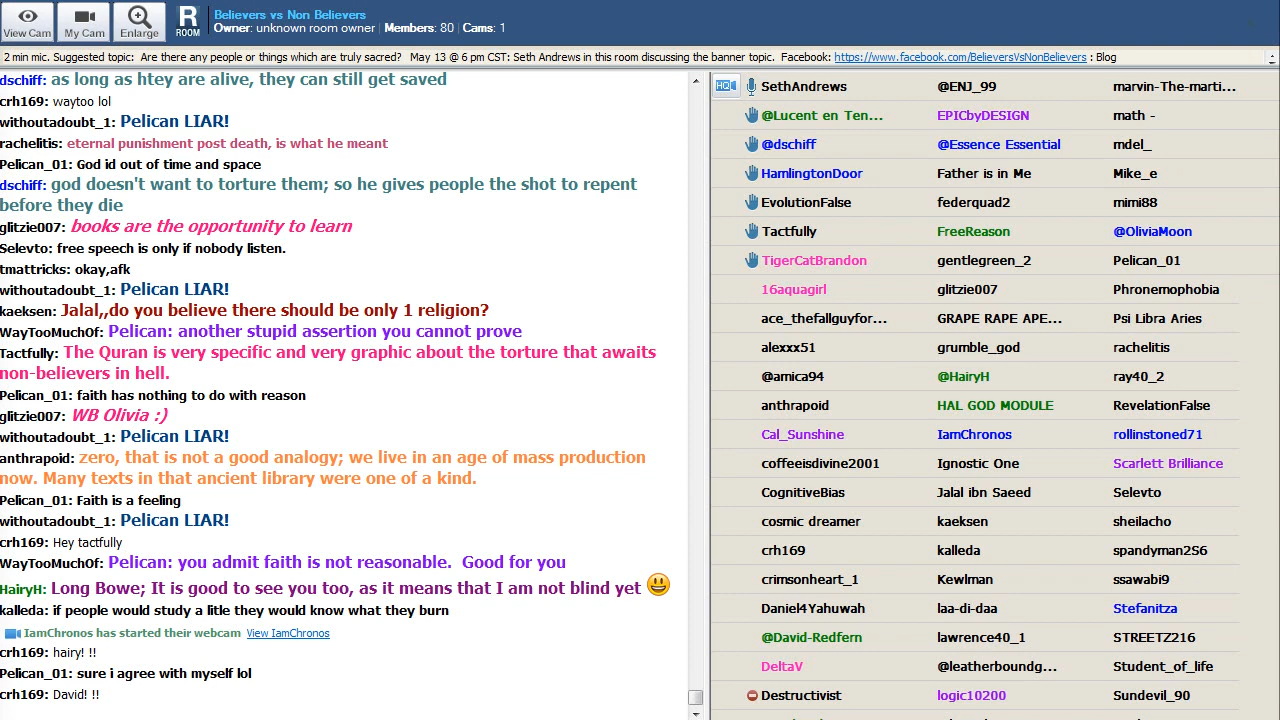 View Cam
My Cam
Enlarge
R
ROOM
Believers vs Non Believers
Owner: unknown room owner | Members: 80 | Cams: 1
2 min mic. Suggested topic: Are there any people or things which are truly sacred? May 13 @ 6 pm CST: Seth Andrews in this room discussing the banner topic. Facebook: https://www.facebook.com/BelieversVsNonBelievers : Blog
dschiff: as long as htey are alive, they can still get saved
crh169: waytoo lol
withoutadoubt_1: Pelican LIAR!
rachelitis: eternal punishment post death, is what he meant
Pelican_01: God id out of time and space
dschiff: god doesn't want to torture them; so he gives people the shot to repent
before they die
glitzie007: books are the opportunity to learn
Selevto: free speech is only if nobody listen.
tmattricks: okay,afk
withoutadoubt_1: Pelican LIAR!
kaeksen: Jalal,,do you believe there should be only 1 religion?
WayTooMuchOf: Pelican: another stupid assertion you cannot prove
Tactfully: The Quran is very specific and very graphic about the torture that awaits
non-believers in hell.
Pelican_01: faith has nothing to do with reason
glitzie007: WB Olivia :)
withoutadoubt_1: Pelican LIAR!
anthrapoid: zero, that is not a good analogy; we live in an age of mass production
now. Many texts in that ancient library were one of a kind.
Pelican_01: Faith is a feeling
withoutadoubt_1: Pelican LIAR!
crh169: Hey tactfully
WayTooMuchOf: Pelican: you admit faith is not reasonable. Good for you
HairyH: Long Bowe; It is good to see you too, as it means that I am not blind yet
kalleda: if people would study a litle they would know what they burn
IamChronos has started their webcam View IamChronos
crh169: hairy! !!
Pelican_01: sure i agree with myself lol
crh169: David! !!
HQ
SethAndrews @ENJ_99 marvin-The-marti...
@Lucent en Ten... EPICbyDESIGN math -
@dschiff @Essence Essential mdel_
HamlingtonDoor Father is in Me Mike_e
EvolutionFalse federquad2 mimi88
Tactfully FreeReason @OliviaMoon
TigerCatBrandon gentlegreen_2 Pelican_01
16aquagirl glitzie007 Phronemophobia
ace_thefallguyfor... GRAPE RAPE APE... Psi Libra Aries
alexxx51 grumble_god rachelitis
@amica94 @HairyH ray40_2
anthrapoid HAL GOD MODULE RevelationFalse
Cal_Sunshine IamChronos rollinstoned71
coffeeisdivine2001 Ignostic One Scarlett Brilliance
CognitiveBias Jalal ibn Saeed Selevto
cosmic dreamer kaeksen sheilacho
crh169 kalleda spandyman2S6
crimsonheart_1 Kewlman ssawabi9
Daniel4Yahuwah laa-di-daa Stefanitza
@David-Redfern lawrence40_1 STREETZ216
DeltaV @leatherboundg... Student_of_life
Destructivist logic10200 Sundevil_90